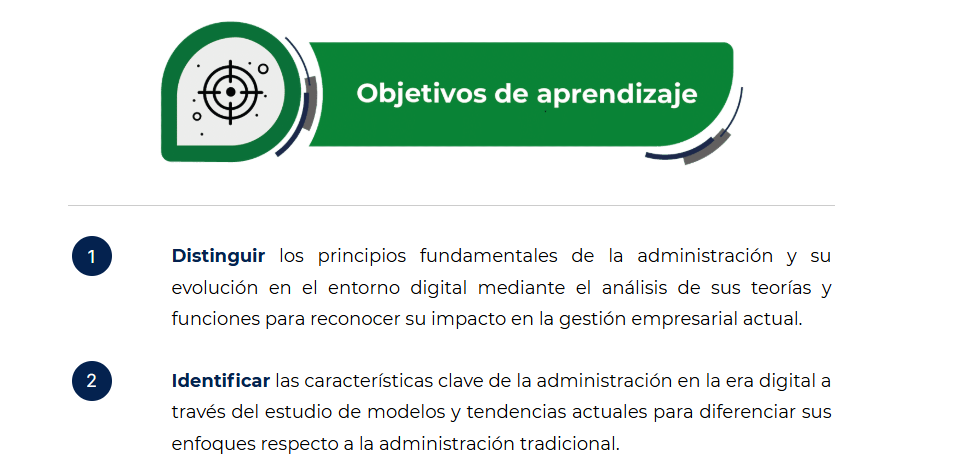 Objetivos de aprendizaje
1
Distinguir los principios fundamentales de la administración y su
evolución en el entorno digital mediante el análisis de sus teorías y
funciones para reconocer su impacto en la gestión empresarial actual.
2
Identificar las características clave de la administración en la era digital a
través del estudio de modelos y tendencias actuales para diferenciar sus
enfoques respecto a la administración tradicional.